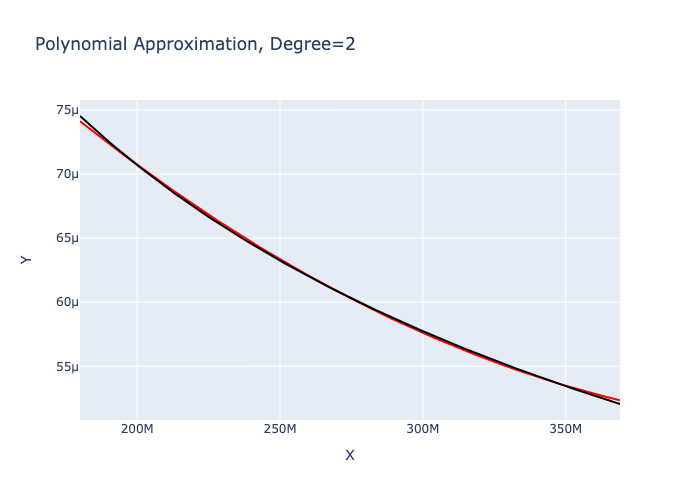 Polynomial Approximation, Degree=2
75μ
70μ
65μ
60μ
55μ
Y
200M
250M
300M
350M
X